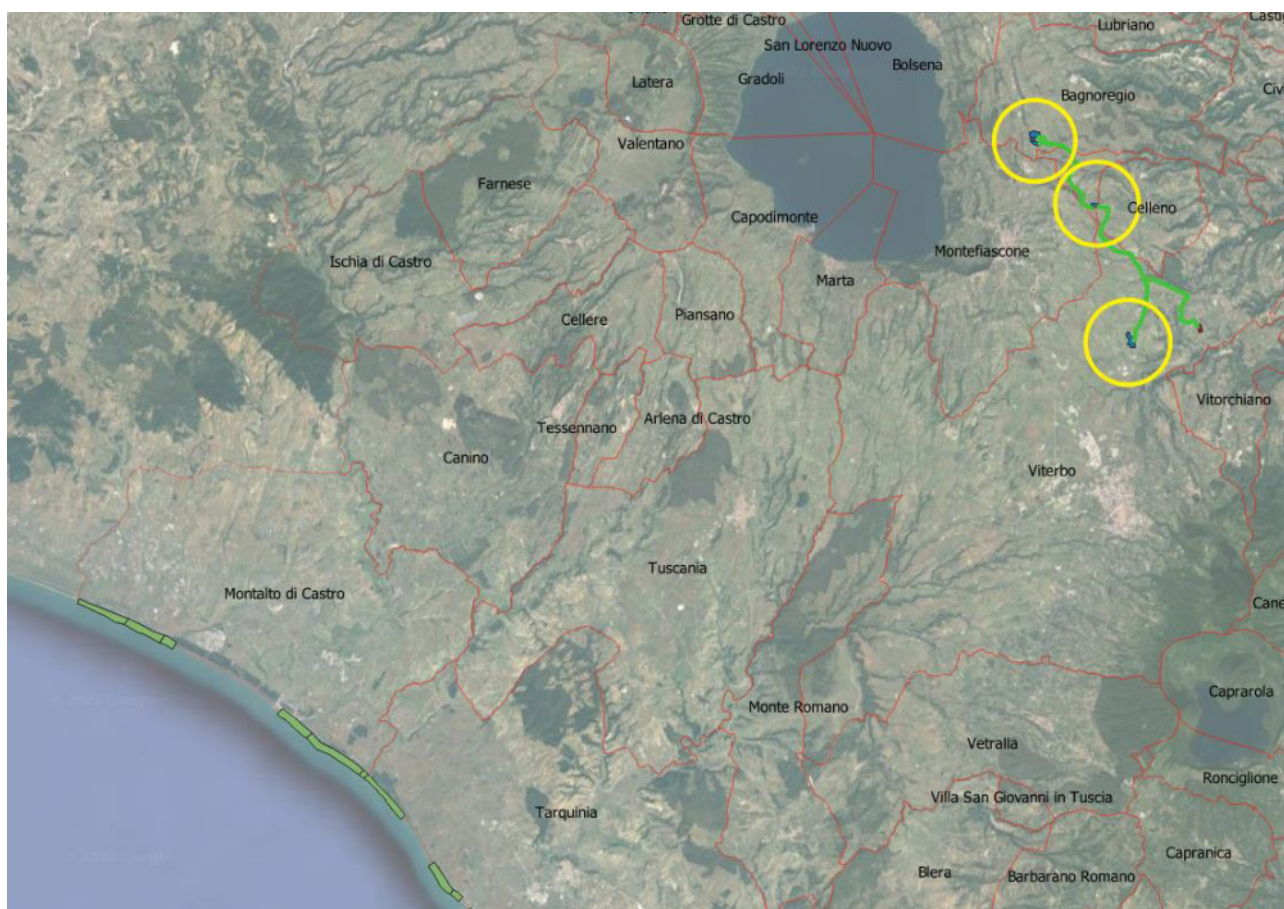 Grotte di Castro
Lubriano
San Lorenzo Nuovo
Bolsena
Gradoli
Latera
Bagnoregio
Valentano
Farnese
Capodimonte
Celleno
Montefiascone
Ischia di Castro
Marta
Cellere
Piansano
Vitorchiano
Arlena di Castro
Tessennano
Canino
Viterbo
Tuscania
Montalto di Castro
Cane
Caprarola
Monte Romano
Vetralla
Ronciglione
Villa San Giovanni in Tuscia
Tarquinia
Capranica
Blera
Barbarano Romano